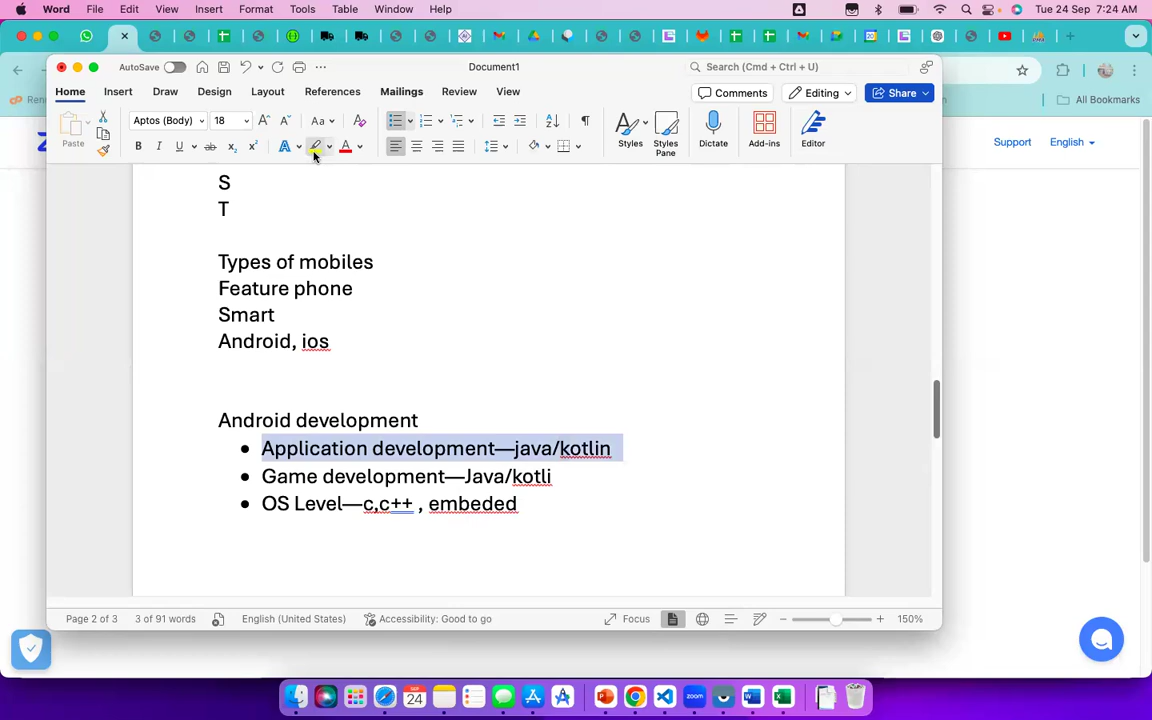 Word File Edit View Insert Format Tools Table Window Help Tue 24 Sep 7:24 AM
AutoSave Document1 Search (Cmd + Ctrl + U)
All Bookmarks
Home Insert Draw Design Layout References Mailings Review View Comments Editing Share
Paste Aptos (Body) 18 Aa Styles Styles Pane Dictate Add-ins Editor
Support English
S
T
Types of mobiles
Feature phone
Smart
Android, ios
Android development
• Application development—java/kotlin
• Game development—Java/kotli
• OS Level—c,c++ , embeded
Page 2 of 3 3 of 91 words English (United States) Accessibility: Good to go Focus 150%
SEP
24
zoom